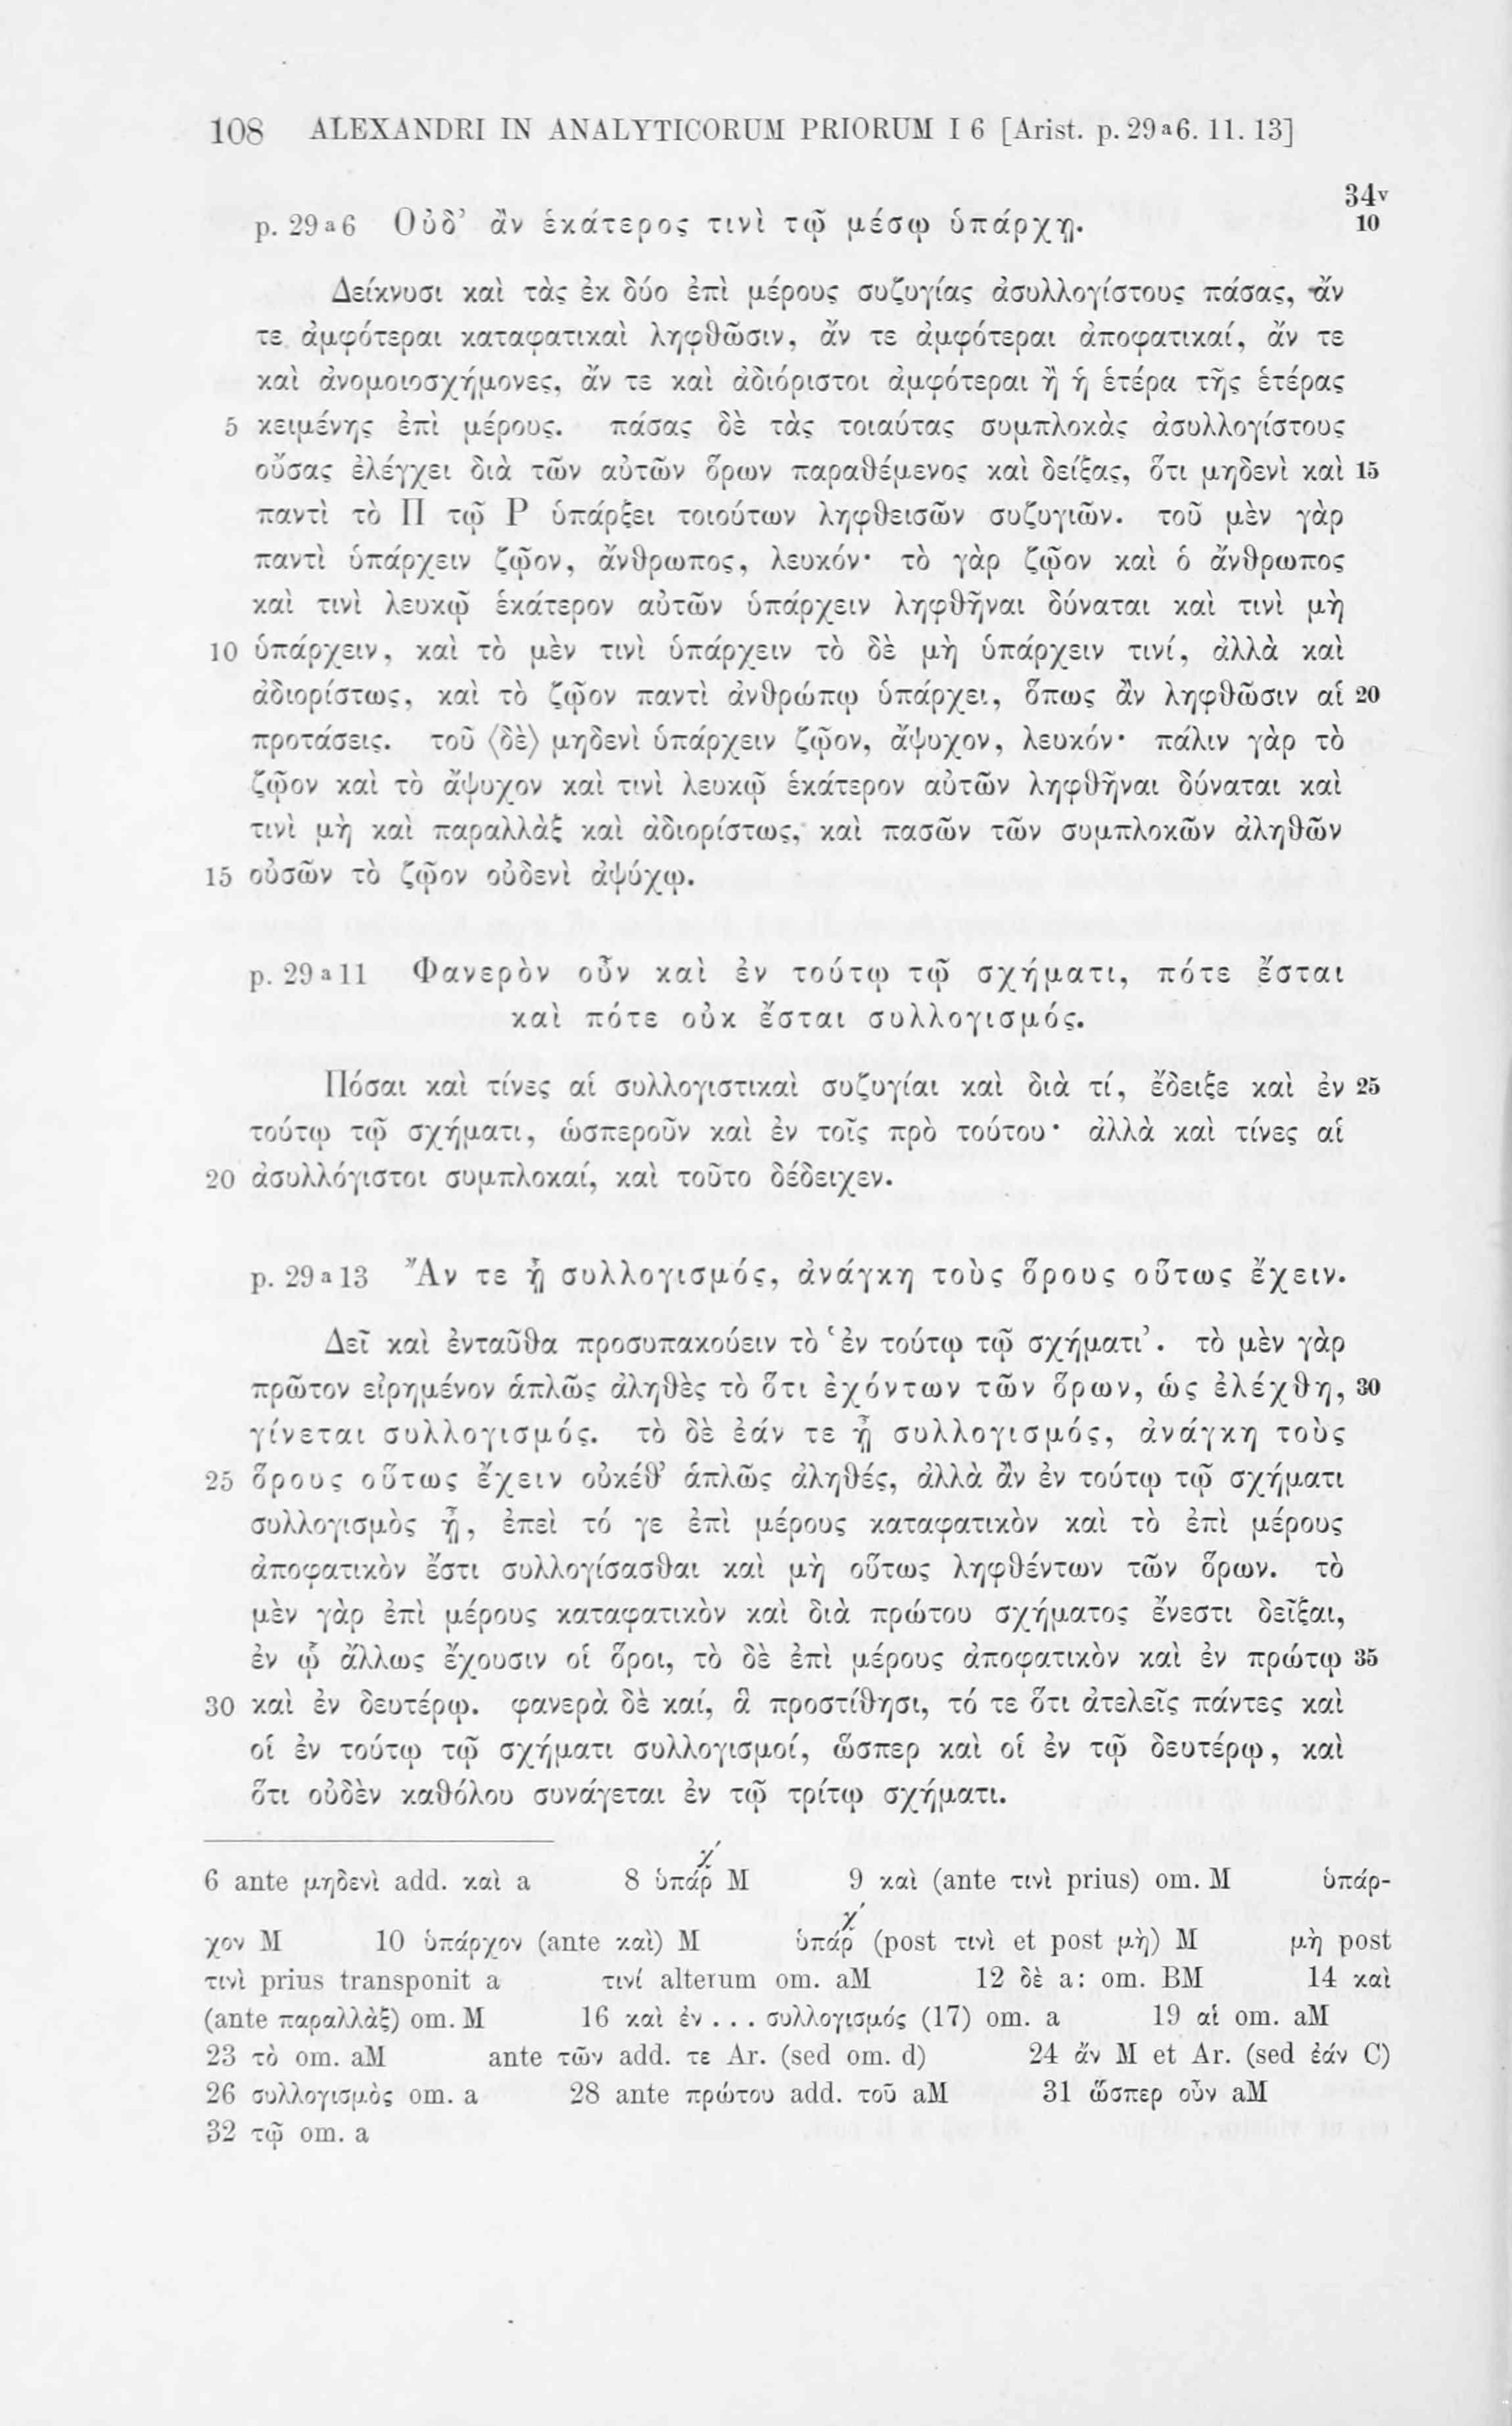 108 ALEXANDRI IN ANALYTICORUM PRIORUM I 6 [Arist. p. 29ª6. 11. 13]
34ᵛ
p. 29ª6 Οὐδ’ ἂν ἑκάτερος τινὶ τῷ μέσῳ ὑπάρχῃ. 10
Δείκνυσι καὶ τὰς ἐκ δύο ἐπὶ μέρους συζυγίας ἀσυλλογίστους πάσας, ἄν
τε ἀμφότεραι καταφατικαὶ ληφθῶσιν, ἄν τε ἀμφότεραι ἀποφατικαί, ἄν τε
καὶ ἀνομοιοσχήμονες, ἄν τε καὶ ἀδιόριστοι ἀμφότεραι ἢ ἡ ἑτέρα τῆς ἑτέρας
5 κειμένης ἐπὶ μέρους. πάσας δὲ τὰς τοιαύτας συμπλοκὰς ἀσυλλογίστους
οὔσας ἐλέγχει διὰ τῶν αὐτῶν ὅρων παραθέμενος καὶ δείξας, ὅτι μηδενὶ καὶ 15
παντὶ τὸ Π τῷ Ρ ὑπάρξει τοιούτων ληφθεισῶν συζυγιῶν. τοῦ μὲν γὰρ
παντὶ ὑπάρχειν ζῷον, ἄνθρωπος, λευκόν· τὸ γὰρ ζῷον καὶ ὁ ἄνθρωπος
καὶ τινὶ λευκῷ ἑκάτερον αὐτῶν ὑπάρχειν ληφθῆναι δύναται καὶ τινὶ μὴ
10 ὑπάρχειν, καὶ τὸ μὲν τινὶ ὑπάρχειν τὸ δὲ μὴ ὑπάρχειν τινί, ἀλλὰ καὶ
ἀδιορίστως, καὶ τὸ ζῷον παντὶ ἀνθρώπῳ ὑπάρχει, ὅπως ἂν ληφθῶσιν αἱ 20
προτάσεις. τοῦ ⟨δὲ⟩ μηδενὶ ὑπάρχειν ζῷον, ἄψυχον, λευκόν· πάλιν γὰρ τὸ
ζῷον καὶ τὸ ἄψυχον καὶ τινὶ λευκῷ ἑκάτερον αὐτῶν ληφθῆναι δύναται καὶ
τινὶ μὴ καὶ παραλλὰξ καὶ ἀδιορίστως, καὶ πασῶν τῶν συμπλοκῶν ἀληθῶν
15 οὐσῶν τὸ ζῷον οὐδενὶ ἀψύχῳ.
p. 29ª11 Φανερὸν οὖν καὶ ἐν τούτῳ τῷ σχήματι, πότε ἔσται
καὶ πότε οὐκ ἔσται συλλογισμός.
Πόσαι καὶ τίνες αἱ συλλογιστικαὶ συζυγίαι καὶ διὰ τί, ἔδειξε καὶ ἐν 25
τούτῳ τῷ σχήματι, ὡσπεροῦν καὶ ἐν τοῖς πρὸ τούτου· ἀλλὰ καὶ τίνες αἱ
20 ἀσυλλόγιστοι συμπλοκαί, καὶ τοῦτο δέδειχεν.
p. 29ª13 Ἄν τε ᾖ συλλογισμός, ἀνάγκη τοὺς ὅρους οὕτως ἔχειν.
Δεῖ καὶ ἐνταῦθα προσυπακούειν τὸ ‘ἐν τούτῳ τῷ σχήματι’. τὸ μὲν γὰρ
πρῶτον εἰρημένον ἁπλῶς ἀληθὲς τὸ ὅτι ἐχόντων τῶν ὅρων, ὡς ἐλέχθη, 30
γίνεται συλλογισμός. τὸ δὲ ἐάν τε ᾖ συλλογισμός, ἀνάγκη τοὺς
25 ὅρους οὕτως ἔχειν οὐκέθ’ ἁπλῶς ἀληθές, ἀλλὰ ἂν ἐν τούτῳ τῷ σχήματι
συλλογισμὸς ᾖ, ἐπεὶ τό γε ἐπὶ μέρους καταφατικὸν καὶ τὸ ἐπὶ μέρους
ἀποφατικὸν ἔστι συλλογίσασθαι καὶ μὴ οὕτως ληφθέντων τῶν ὅρων. τὸ
μὲν γὰρ ἐπὶ μέρους καταφατικὸν καὶ διὰ πρώτου σχήματος ἔνεστι δεῖξαι,
ἐν ᾧ ἄλλως ἔχουσιν οἱ ὅροι, τὸ δὲ ἐπὶ μέρους ἀποφατικὸν καὶ ἐν πρώτῳ 35
30 καὶ ἐν δευτέρῳ. φανερὰ δὲ καί, ἃ προστίθησι, τό τε ὅτι ἀτελεῖς πάντες καὶ
οἱ ἐν τούτῳ τῷ σχήματι συλλογισμοί, ὥσπερ καὶ οἱ ἐν τῷ δευτέρῳ, καὶ
ὅτι οὐδὲν καθόλου συνάγεται ἐν τῷ τρίτῳ σχήματι.
6 ante μηδενὶ add. καὶ a 8 ὑπάρχ́ M 9 καὶ (ante τινὶ prius) om. M ὑπάρ-
χον M 10 ὑπάρχον (ante καὶ) M ὑπάρχ́ (post τινὶ et post μὴ) M μὴ post
τινὶ prius transponit a τινί alterum om. aM 12 δὲ a: om. BM 14 καὶ
(ante παραλλὰξ) om. M 16 καὶ ἐν . . . συλλογισμός (17) om. a 19 αἱ om. aM
23 τὸ om. aM ante τῶν add. τε Ar. (sed om. d) 24 ἄν M et Ar. (sed ἐάν C)
26 συλλογισμὸς om. a 28 ante πρώτου add. τοῦ aM 31 ὥσπερ οὖν aM
32 τῷ om. a